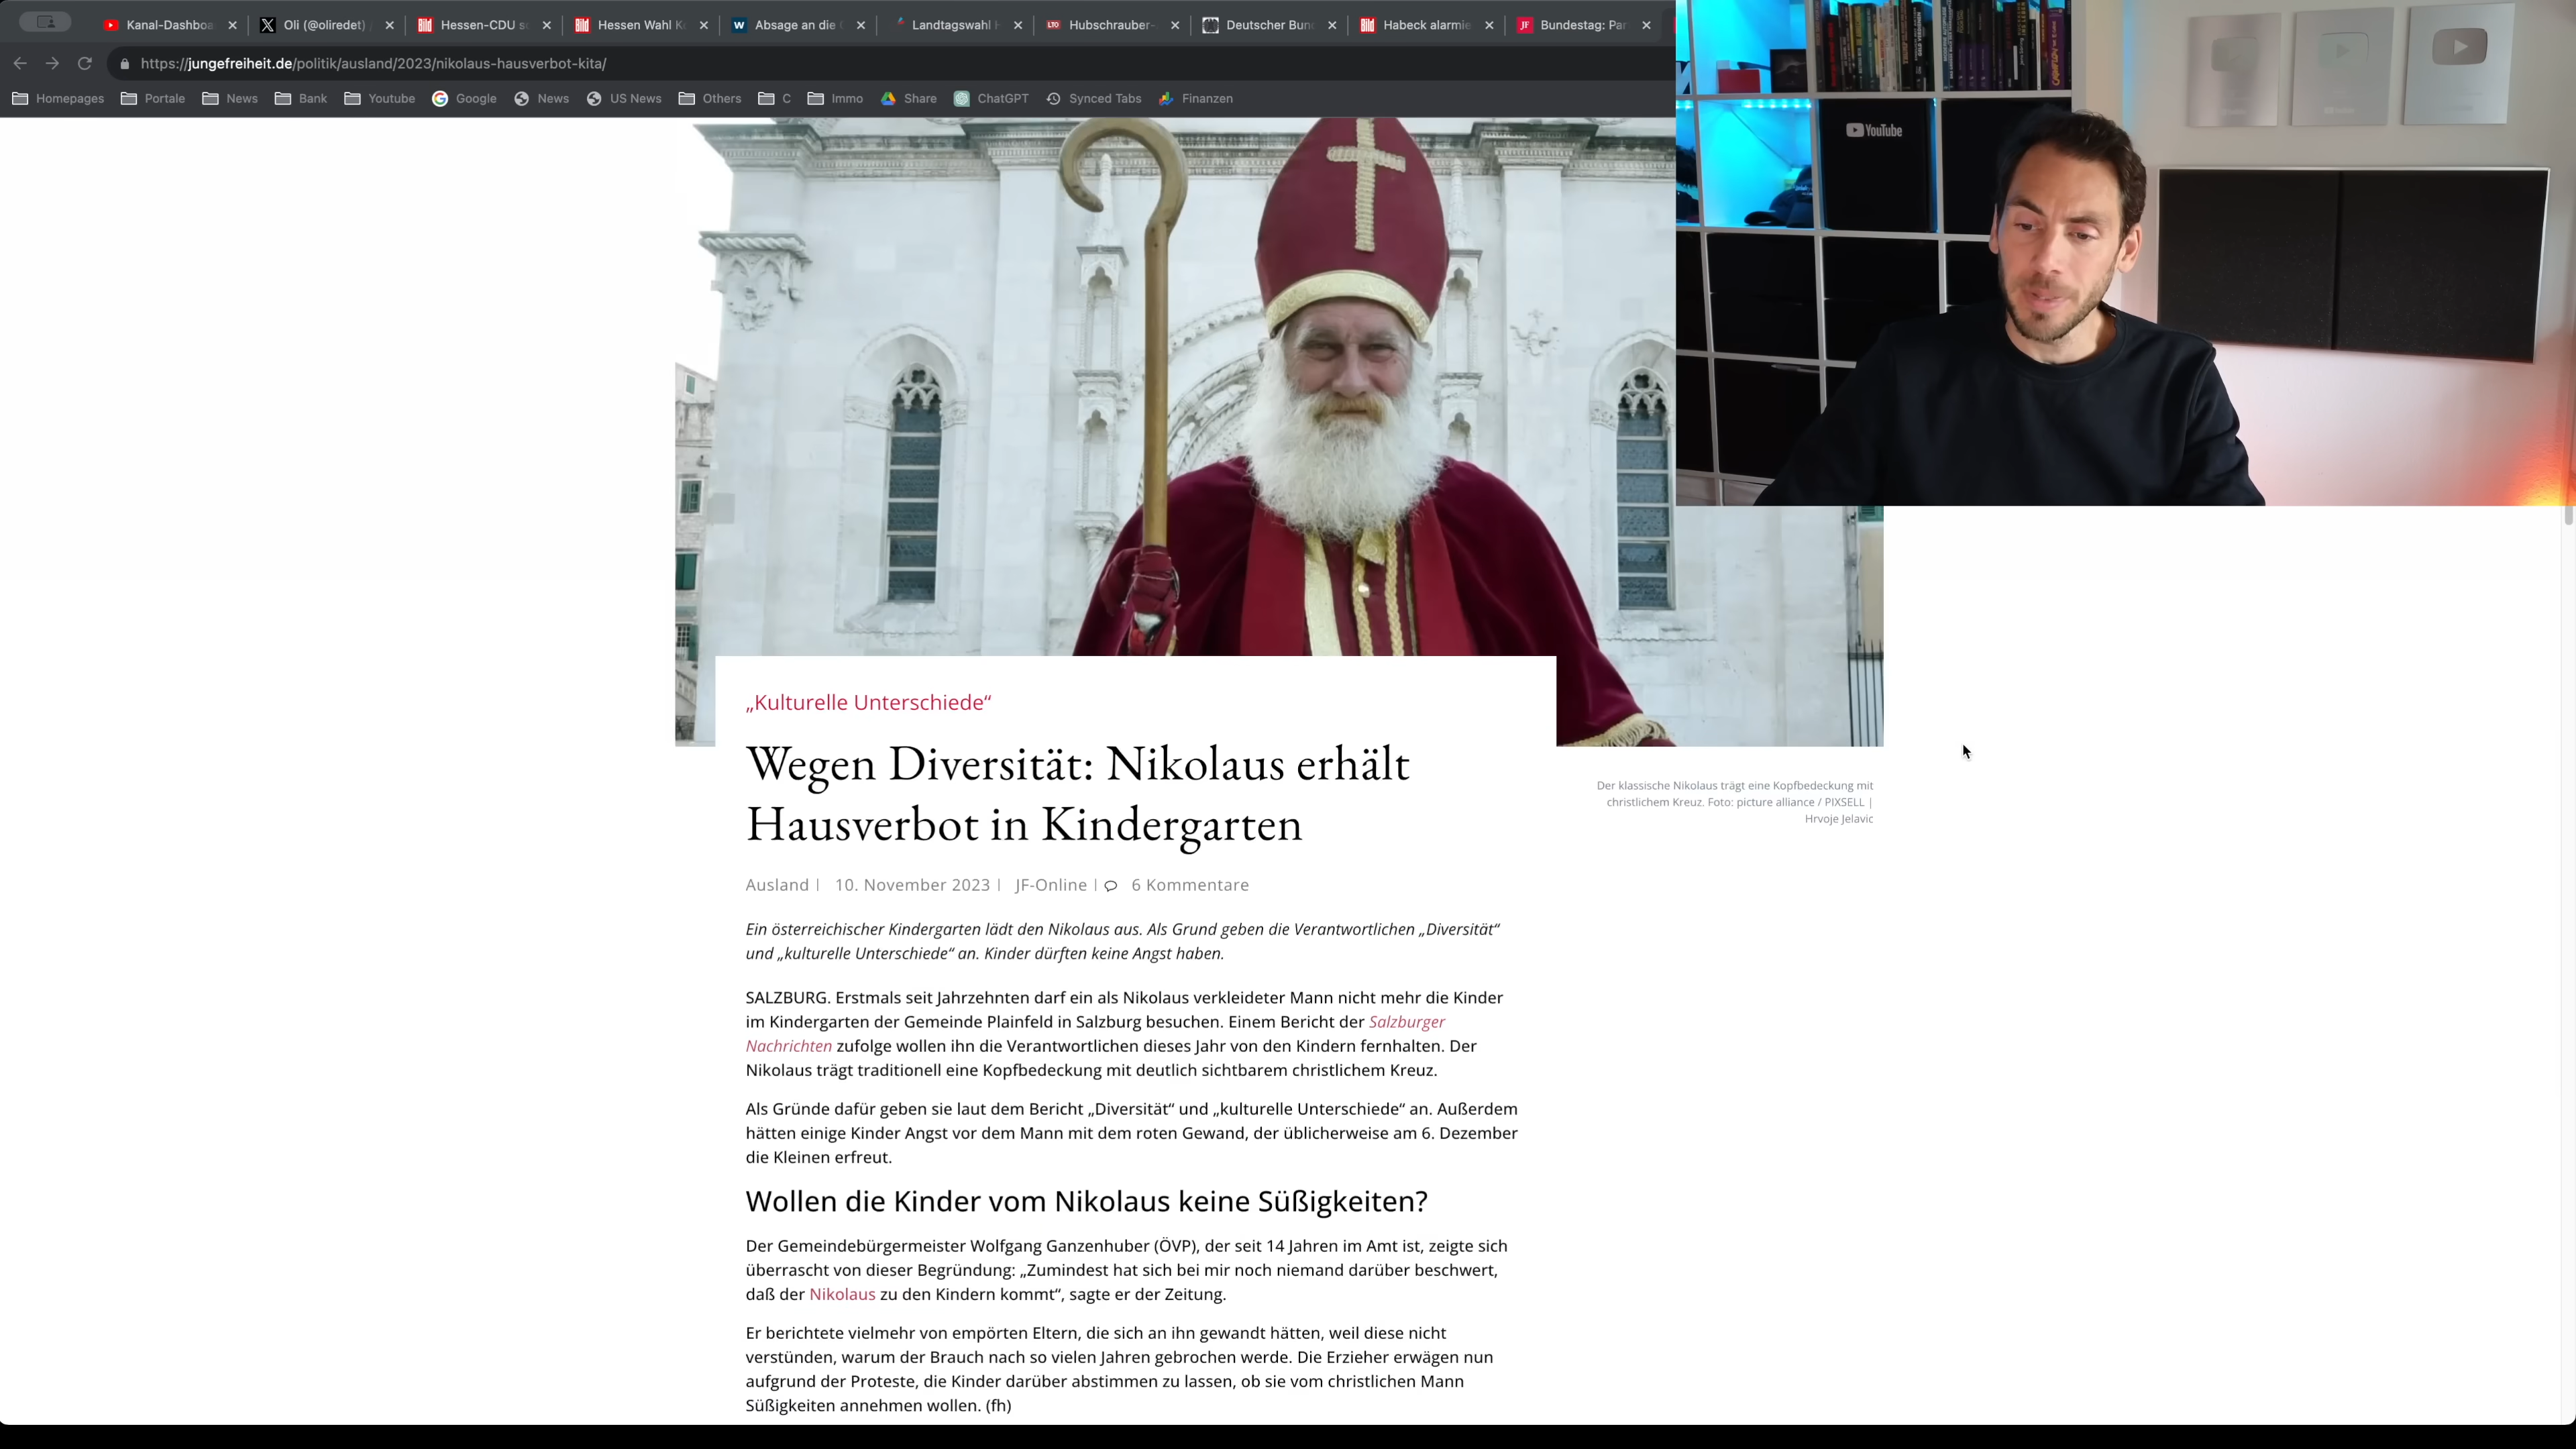 Kanal-Dashboa
Oli (@oliredet)
Hessen-CDU s
Hessen Wahl K
Absage an die
Landtagswahl H
Hubschrauber-
Deutscher Bun
Habeck alarmie
Bundestag: Par
https://jungefreiheit.de/politik/ausland/2023/nikolaus-hausverbot-kita/
Homepages
Portale
News
Bank
Youtube
Google
News
US News
Others
C
Immo
Share
ChatGPT
Synced Tabs
Finanzen
YouTube
„Kulturelle Unterschiede“
Wegen Diversität: Nikolaus erhält
Hausverbot in Kindergarten
Der klassische Nikolaus trägt eine Kopfbedeckung mit
christlichem Kreuz. Foto: picture alliance / PIXSELL |
Hrvoje Jelavic
Ausland | 10. November 2023 | JF-Online | 6 Kommentare
Ein österreichischer Kindergarten lädt den Nikolaus aus. Als Grund geben die Verantwortlichen „Diversität“
und „kulturelle Unterschiede“ an. Kinder dürften keine Angst haben.
SALZBURG. Erstmals seit Jahrzehnten darf ein als Nikolaus verkleideter Mann nicht mehr die Kinder
im Kindergarten der Gemeinde Plainfeld in Salzburg besuchen. Einem Bericht der Salzburger
Nachrichten zufolge wollen ihn die Verantwortlichen dieses Jahr von den Kindern fernhalten. Der
Nikolaus trägt traditionell eine Kopfbedeckung mit deutlich sichtbarem christlichem Kreuz.
Als Gründe dafür geben sie laut dem Bericht „Diversität“ und „kulturelle Unterschiede“ an. Außerdem
hätten einige Kinder Angst vor dem Mann mit dem roten Gewand, der üblicherweise am 6. Dezember
die Kleinen erfreut.
Wollen die Kinder vom Nikolaus keine Süßigkeiten?
Der Gemeindebürgermeister Wolfgang Ganzenhuber (ÖVP), der seit 14 Jahren im Amt ist, zeigte sich
überrascht von dieser Begründung: „Zumindest hat sich bei mir noch niemand darüber beschwert,
daß der Nikolaus zu den Kindern kommt“, sagte er der Zeitung.
Er berichtete vielmehr von empörten Eltern, die sich an ihn gewandt hätten, weil diese nicht
verstünden, warum der Brauch nach so vielen Jahren gebrochen werde. Die Erzieher erwägen nun
aufgrund der Proteste, die Kinder darüber abstimmen zu lassen, ob sie vom christlichen Mann
Süßigkeiten annehmen wollen. (fh)